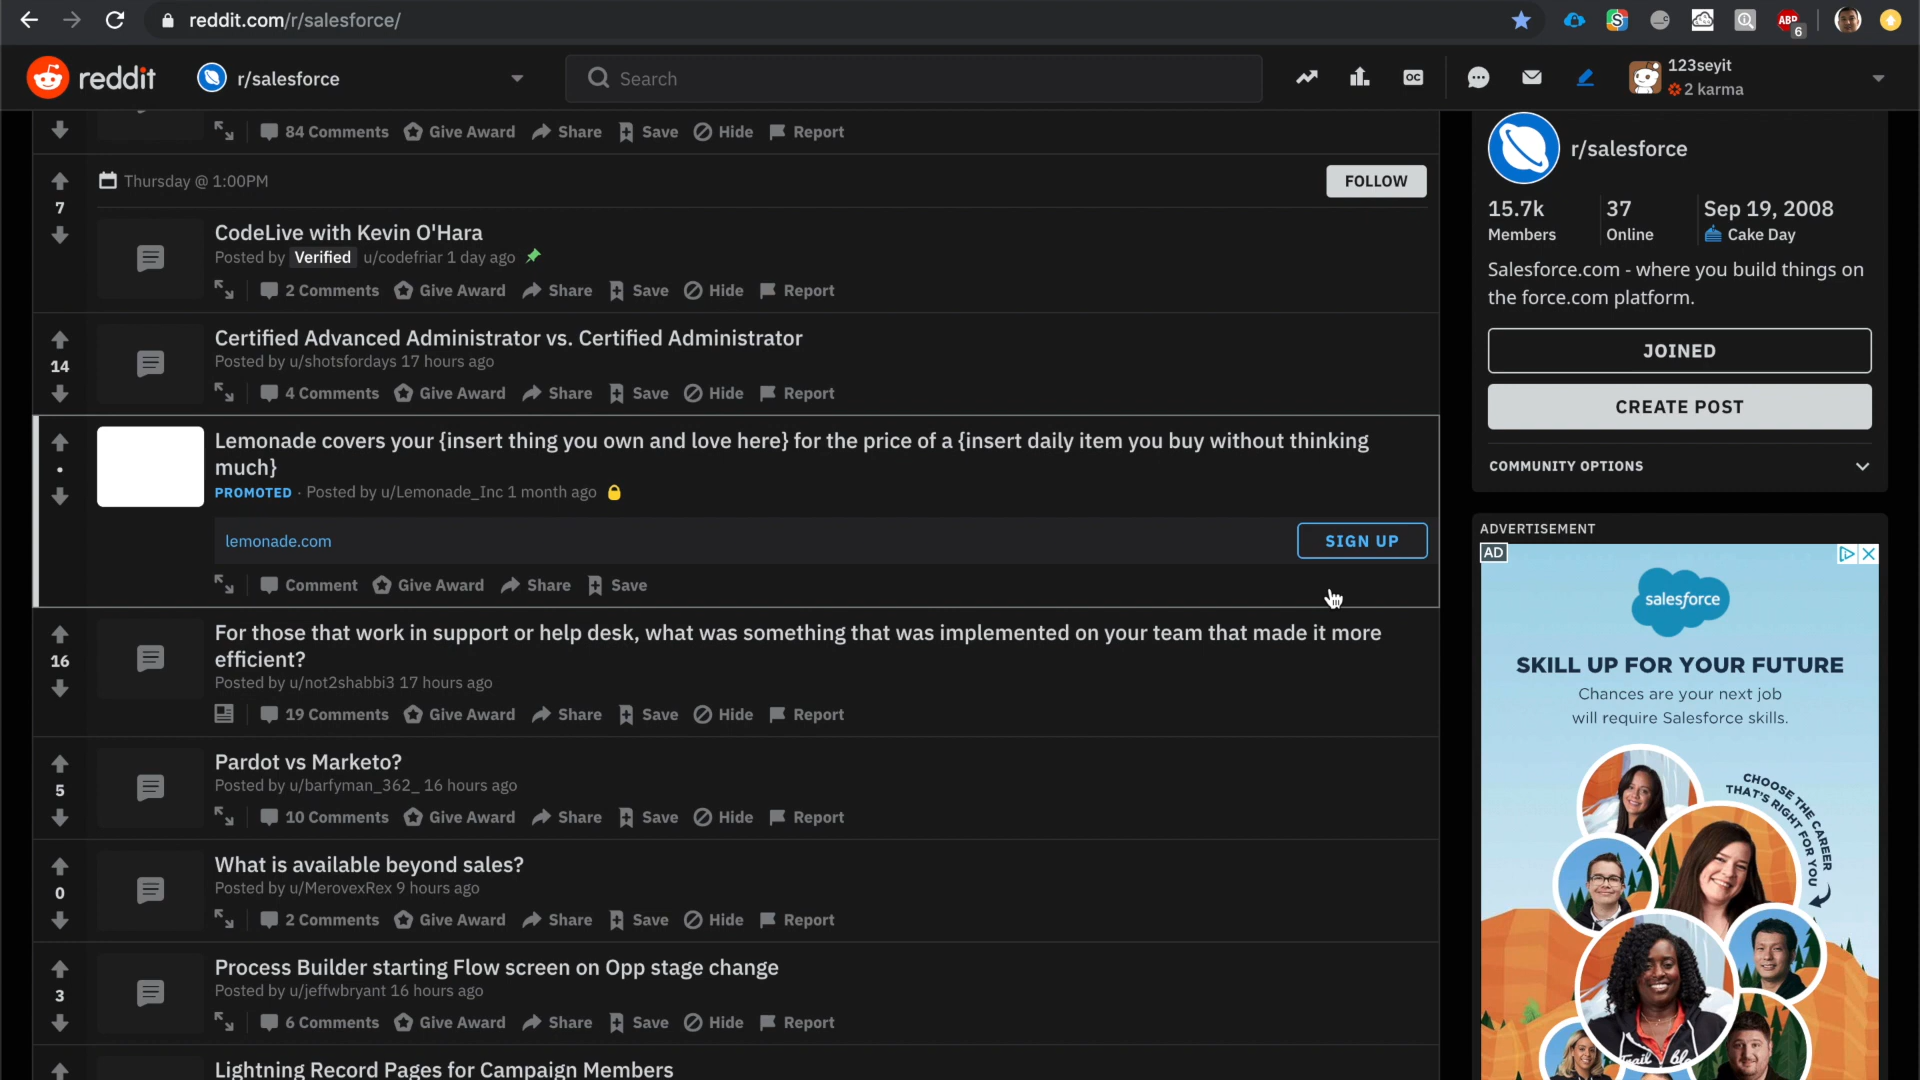 reddit.com/r/salesforce/
ABP
6
reddit
r/salesforce
Search
OC
123seyit
2 karma
84 Comments Give Award Share Save Hide Report
Thursday @ 1:00PM
FOLLOW
7
CodeLive with Kevin O'Hara
Posted by Verified u/codefriar 1 day ago
2 Comments Give Award Share Save Hide Report
14
Certified Advanced Administrator vs. Certified Administrator
Posted by u/shotsfordays 17 hours ago
4 Comments Give Award Share Save Hide Report
Lemonade covers your {insert thing you own and love here} for the price of a {insert daily item you buy without thinking
much}
PROMOTED · Posted by u/Lemonade_Inc 1 month ago
lemonade.com
SIGN UP
Comment Give Award Share Save
16
For those that work in support or help desk, what was something that was implemented on your team that made it more
efficient?
Posted by u/not2shabbi3 17 hours ago
19 Comments Give Award Share Save Hide Report
5
Pardot vs Marketo?
Posted by u/barfyman_362_ 16 hours ago
10 Comments Give Award Share Save Hide Report
0
What is available beyond sales?
Posted by u/MerovexRex 9 hours ago
2 Comments Give Award Share Save Hide Report
3
Process Builder starting Flow screen on Opp stage change
Posted by u/jeffwbryant 16 hours ago
6 Comments Give Award Share Save Hide Report
Lightning Record Pages for Campaign Members
r/salesforce
15.7k 37 Sep 19, 2008
Members Online Cake Day
Salesforce.com - where you build things on
the force.com platform.
JOINED
CREATE POST
COMMUNITY OPTIONS
ADVERTISEMENT
AD
salesforce
SKILL UP FOR YOUR FUTURE
Chances are your next job
will require Salesforce skills.
CHOOSE THE CAREER
THAT'S RIGHT FOR YOU